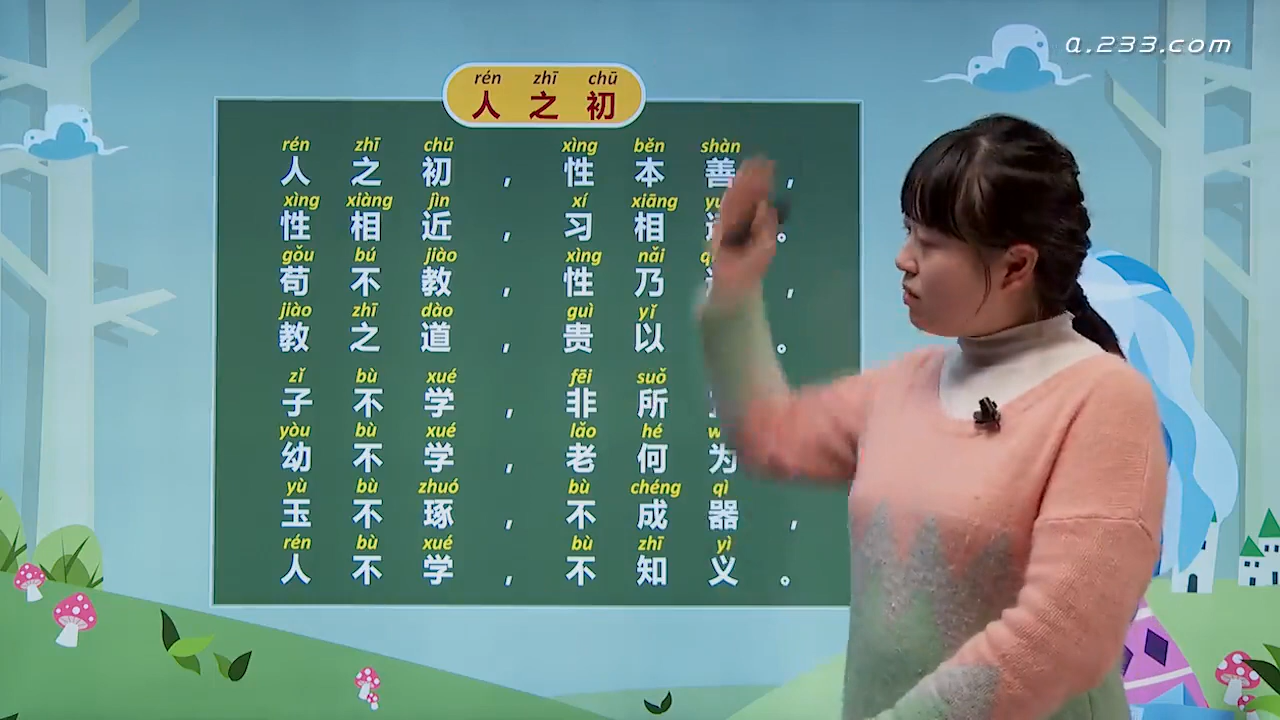 a.233.com
rén zhī chū
人 之 初
rén zhī chū xìng běn shàn
人 之 初 ， 性 本 善 ，
xìng xiàng jìn xí xiāng
性 相 近 ， 习 相 。
gǒu bú jiào xìng nǎi
苟 不 教 ， 性 乃 ，
jiào zhī dào guì yǐ
教 之 道 ， 贵 以 。
zǐ bù xué fēi suǒ
子 不 学 ， 非 所
yòu bù xué lǎo hé
幼 不 学 ， 老 何 为
yù bù zhuó bù chéng qì
玉 不 琢 ， 不 成 器 ，
rén bù xué bù zhī yì
人 不 学 ， 不 知 义 。